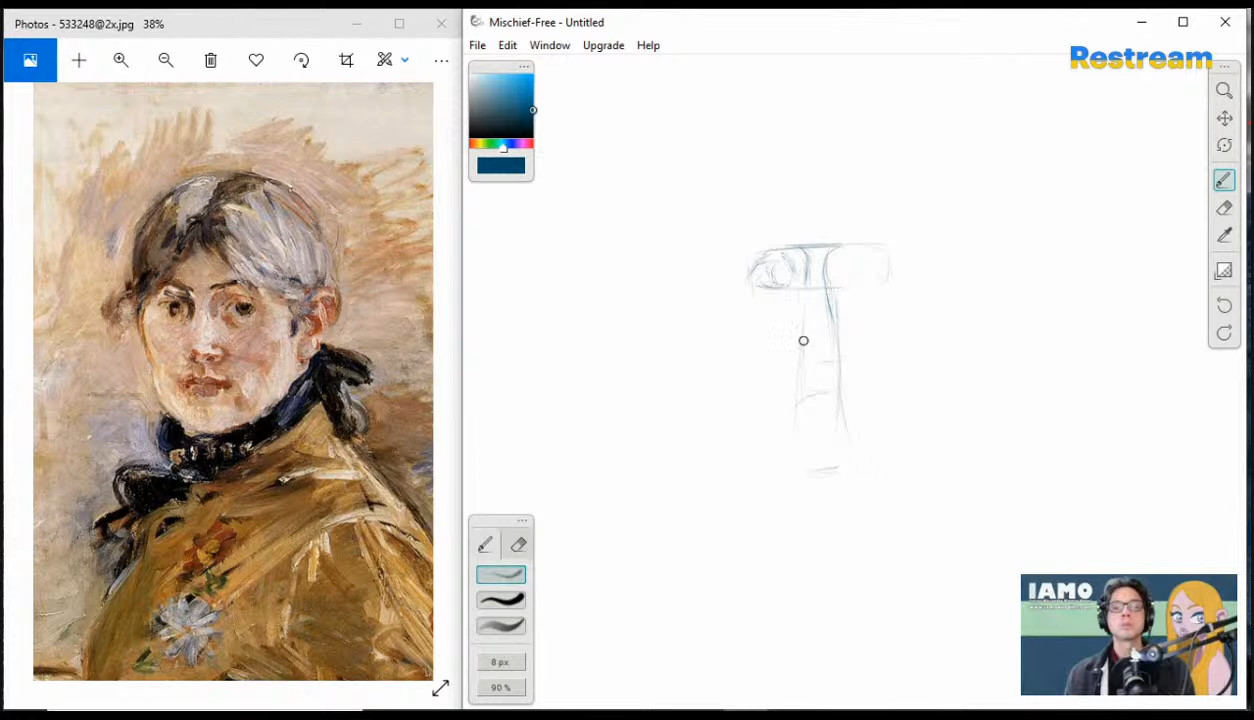 Photos - 533248@2x.jpg 38%
Mischief-Free - Untitled
File Edit Window Upgrade Help
Restream
8 px
90 %
IAMO